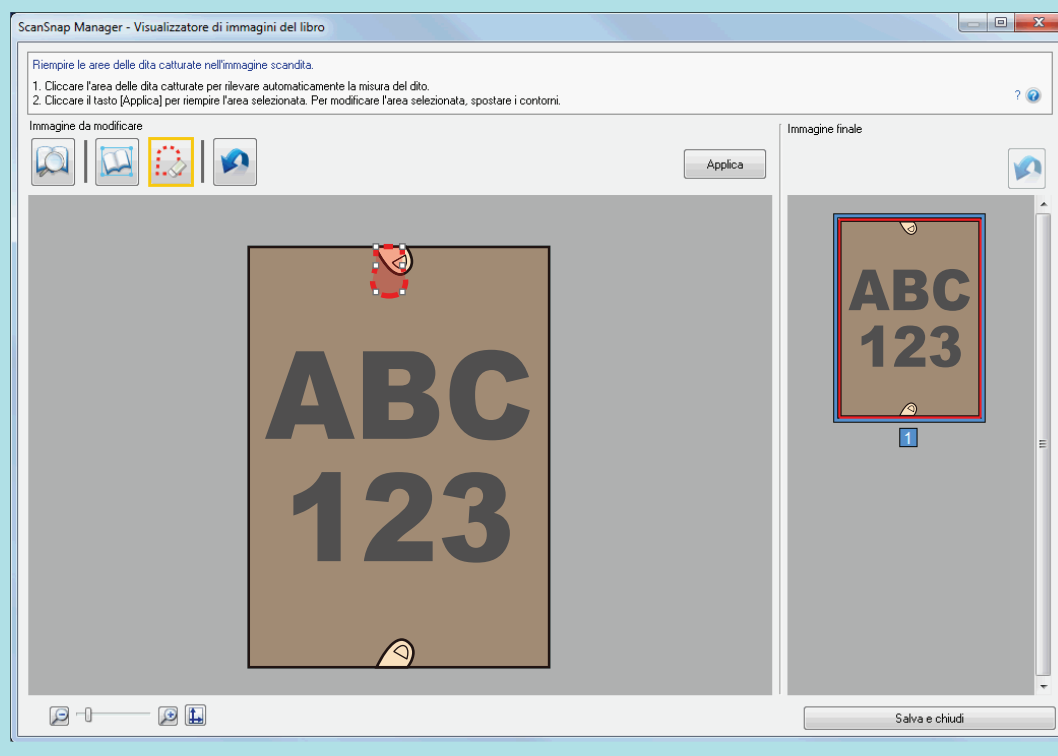 ScanSnap Manager - Visualizzatore di immagini del libro
Riempire le aree delle dita catturate nell'immagine scandita.
1. Cliccare l'area delle dita catturate per rilevare automaticamente la misura del dito.
2. Cliccare il tasto [Applica] per riempire l'area selezionata. Per modificare l'area selezionata, spostare i contorni.
?
Immagine da modificare
Immagine finale
Applica
ABC
123
ABC
123
1
Salva e chiudi